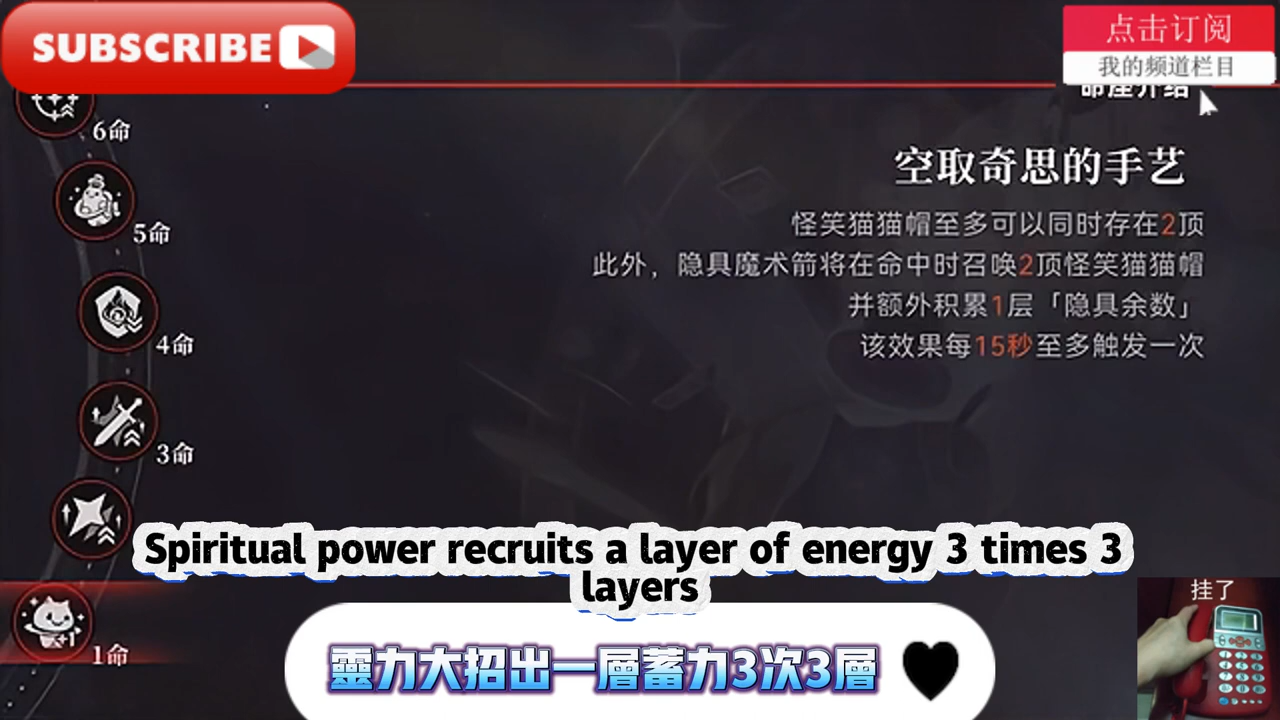 SUBSCRIBE
点击订阅
我的频道栏目
命座介绍
6命
空取奇思的手艺
怪笑猫猫帽至多可以同时存在2顶
5命
此外，隐具魔术箭将在命中时召唤2顶怪笑猫猫帽
并额外积累1层「隐具余数」
4命
该效果每15秒至多触发一次
3命
Spiritual power recruits a layer of energy 3 times 3
layers
挂了
+1
1命
靈力大招出一層蓄力3次3層